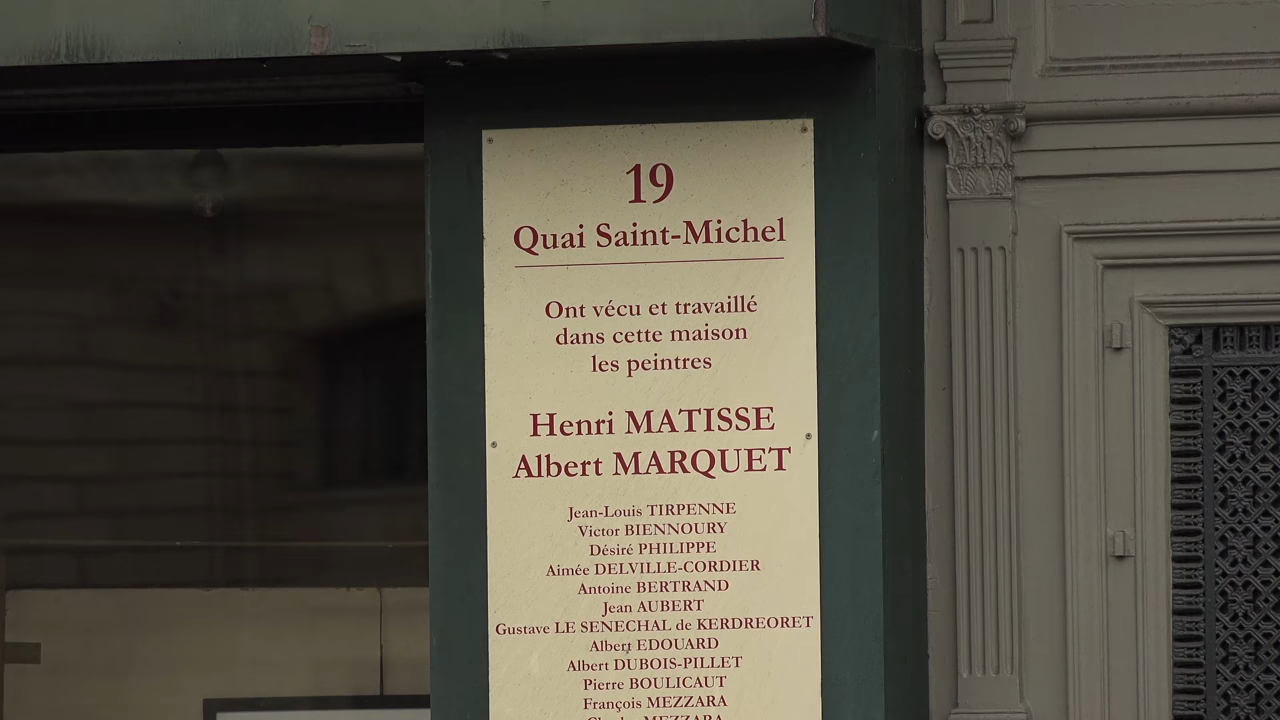 19
Quai Saint-Michel
Ont vécu et travaillé
dans cette maison
les peintres
Henri MATISSE
Albert MARQUET
Jean-Louis TIRPENNE
Victor BIENNOURY
Désiré PHILIPPE
Aimée DELVILLE-CORDIER
Antoine BERTRAND
Jean AUBERT
Gustave LE SENECHAL de KERDREORET
Albert EDOUARD
Albert DUBOIS-PILLET
Pierre BOULICAUT
François MEZZARA
MEZZARA